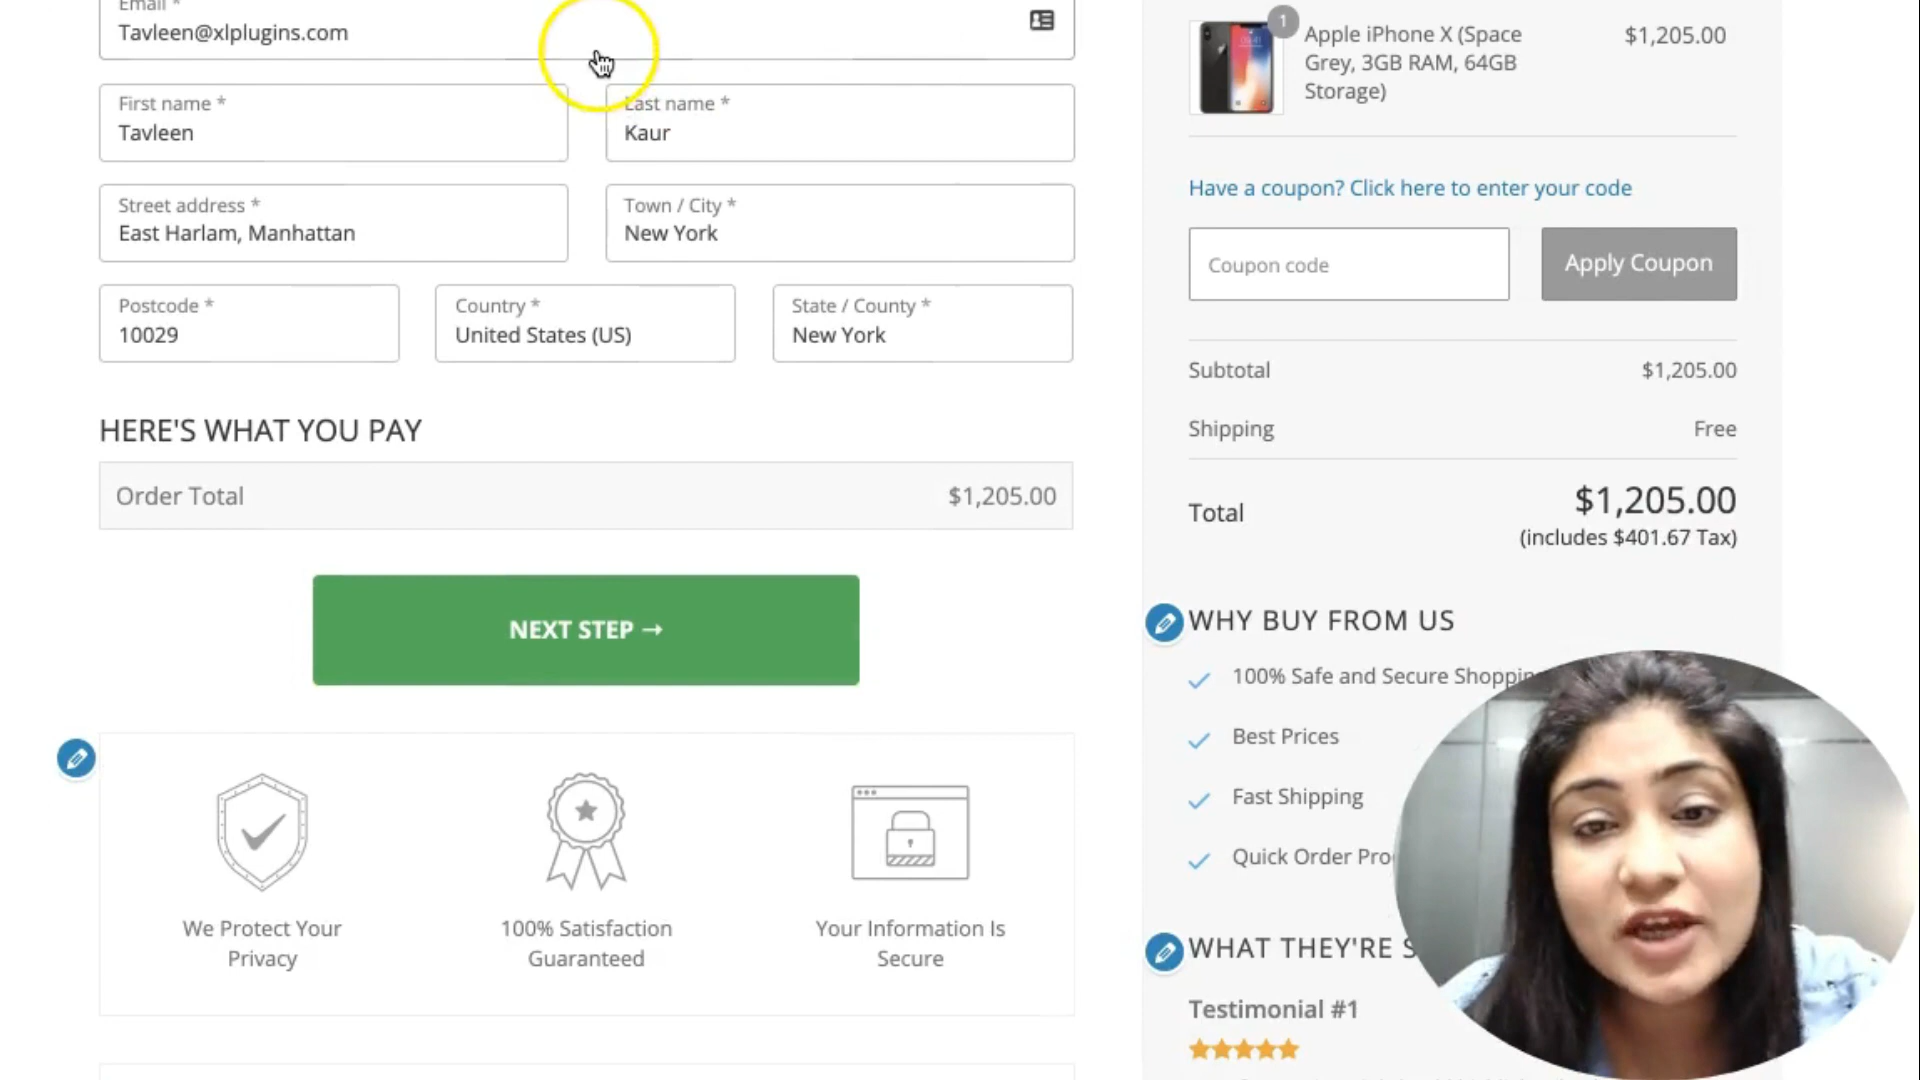 Email *
Tavleen@xlplugins.com
First name *
Tavleen
Last name *
Kaur
Street address *
East Harlam, Manhattan
Town / City *
New York
Postcode *
10029
Country *
United States (US)
State / County *
New York
HERE'S WHAT YOU PAY
Order Total $1,205.00
NEXT STEP →
We Protect Your
Privacy
100% Satisfaction
Guaranteed
Your Information Is
Secure
1
Apple iPhone X (Space
Grey, 3GB RAM, 64GB
Storage)
$1,205.00
Have a coupon? Click here to enter your code
Coupon code
Apply Coupon
Subtotal $1,205.00
Shipping Free
Total $1,205.00
(includes $401.67 Tax)
WHY BUY FROM US
100% Safe and Secure Shopping
Best Prices
Fast Shipping
Quick Order Pro
WHAT THEY'RE S
Testimonial #1